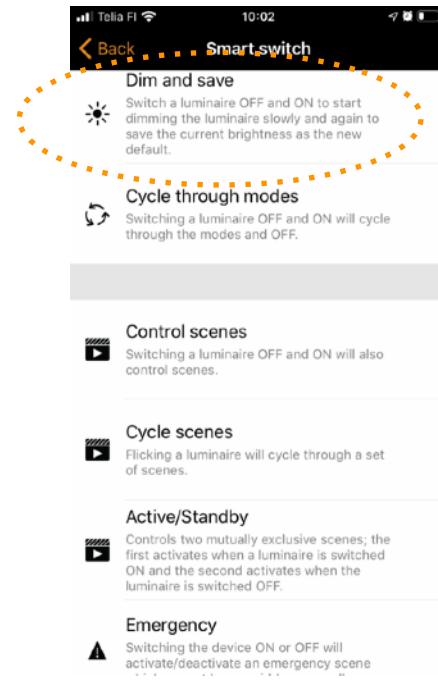 Telia FI 10:02
Back Smart switch
Dim and save
Switch a luminaire OFF and ON to start
dimming the luminaire slowly and again to
save the current brightness as the new
default.
Cycle through modes
Switching a luminaire OFF and ON will cycle
through the modes and OFF.
Control scenes
Switching a luminaire OFF and ON will also
control scenes.
Cycle scenes
Flicking a luminaire will cycle through a set
of scenes.
Active/Standby
Controls two mutually exclusive scenes; the
first activates when a luminaire is switched
ON and the second activates when the
luminaire is switched OFF.
Emergency
Switching the device ON or OFF will
activate/deactivate an emergency scene